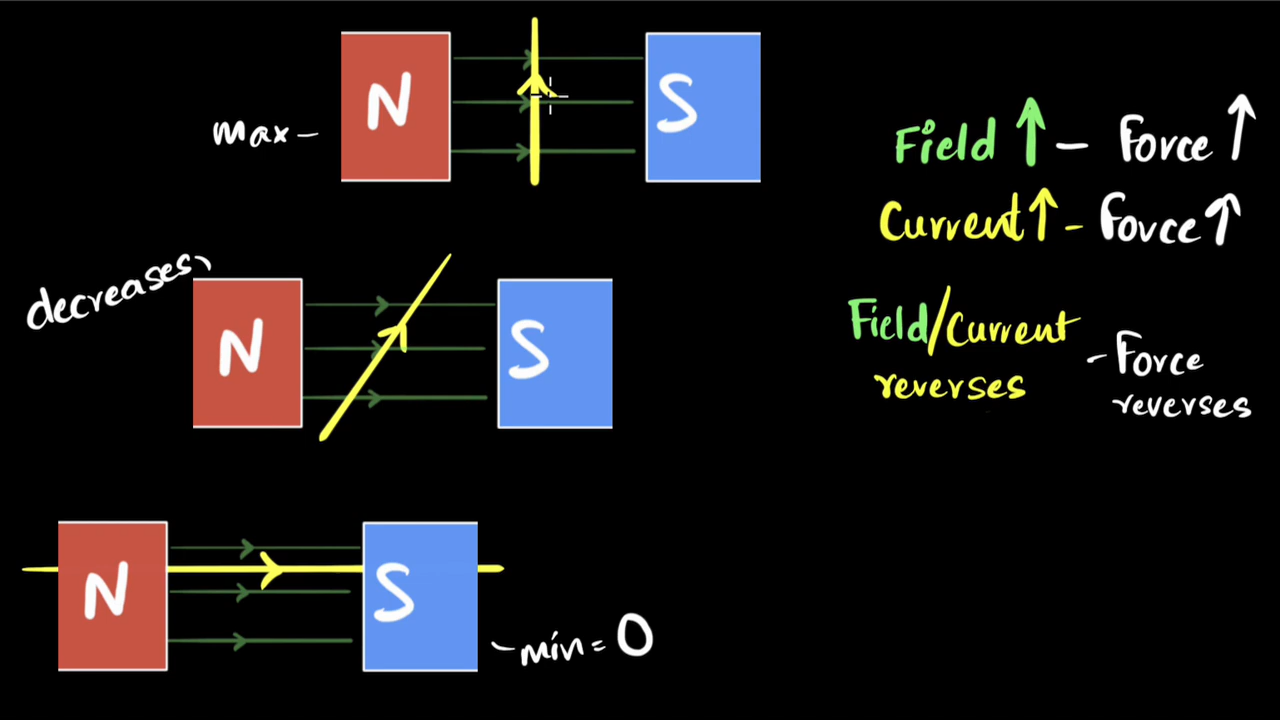 N S
max –
Field ↑ – Force ↑
Current ↑ – Force ↑
decreases
N S
Field/Current
reverses
– Force
reverses
N S
– min = 0